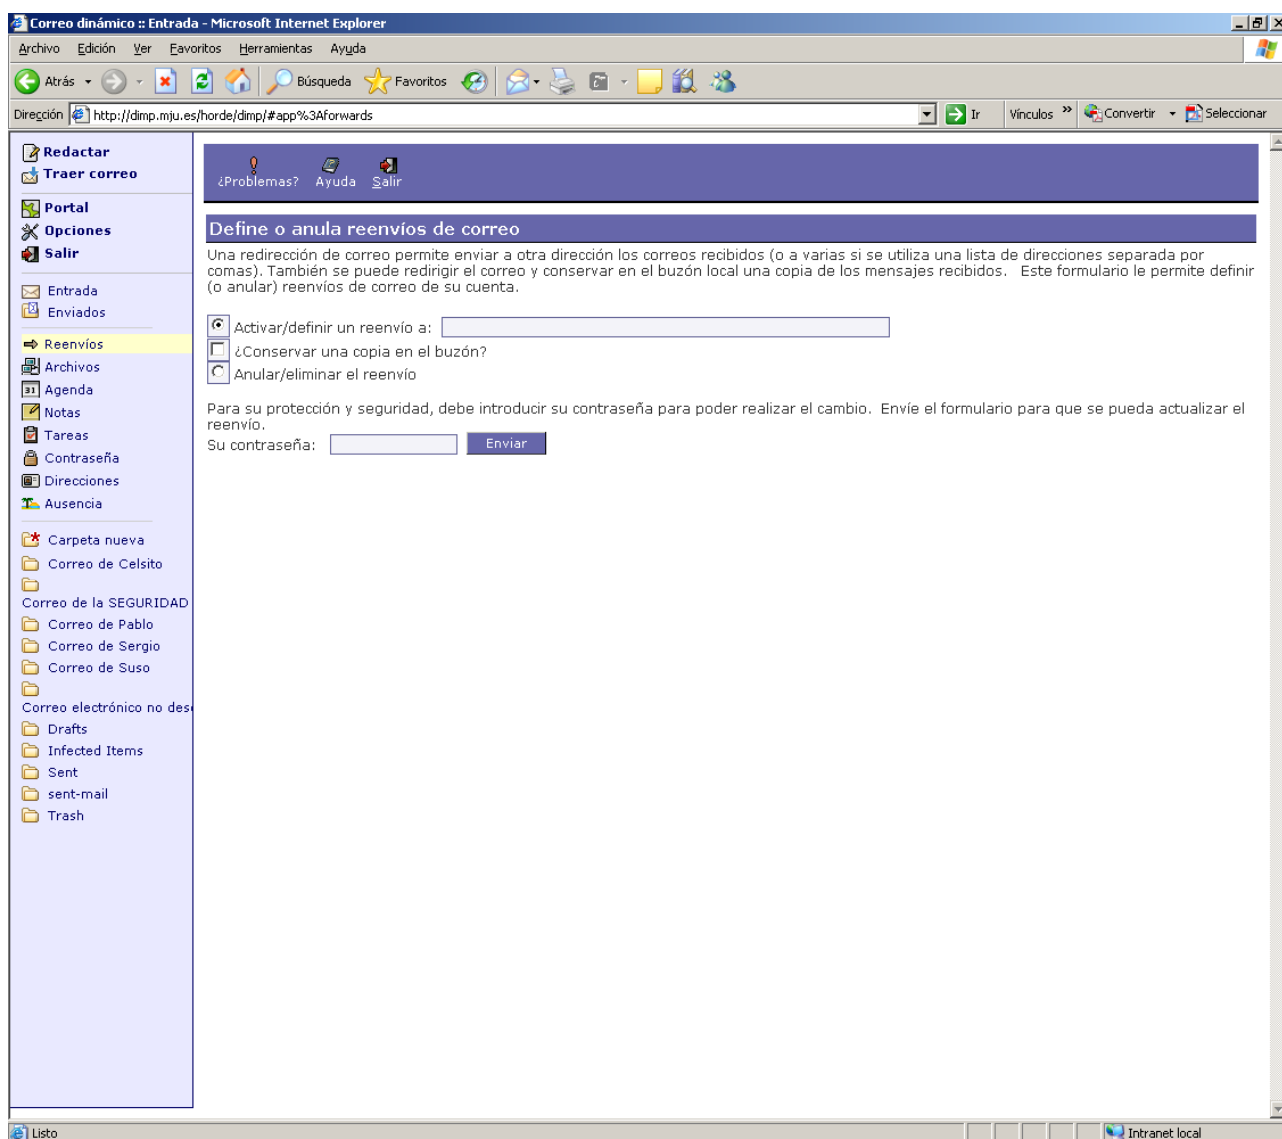 Correo dinámico :: Entrada - Microsoft Internet Explorer
Archivo Edición Ver Favoritos Herramientas Ayuda
Atrás Búsqueda Favoritos
Dirección http://dimp.mju.es/horde/dimp/#app%3Aforwards Ir Vínculos » Convertir Seleccionar
Redactar
Traer correo
Portal
Opciones
Salir
Entrada
Enviados
Reenvíos
Archivos
31 Agenda
Notas
Tareas
Contraseña
Direcciones
Ausencia
Carpeta nueva
Correo de Celsito
Correo de la SEGURIDAD
Correo de Pablo
Correo de Sergio
Correo de Suso
Correo electrónico no des
Drafts
Infected Items
Sent
sent-mail
Trash
¿Problemas? Ayuda Salir
Define o anula reenvíos de correo
Una redirección de correo permite enviar a otra dirección los correos recibidos (o a varias si se utiliza una lista de direcciones separada por
comas). También se puede redirigir el correo y conservar en el buzón local una copia de los mensajes recibidos. Este formulario le permite definir
(o anular) reenvíos de correo de su cuenta.
Activar/definir un reenvío a:
¿Conservar una copia en el buzón?
Anular/eliminar el reenvío
Para su protección y seguridad, debe introducir su contraseña para poder realizar el cambio. Envíe el formulario para que se pueda actualizar el
reenvío.
Su contraseña: Enviar
Listo Intranet local